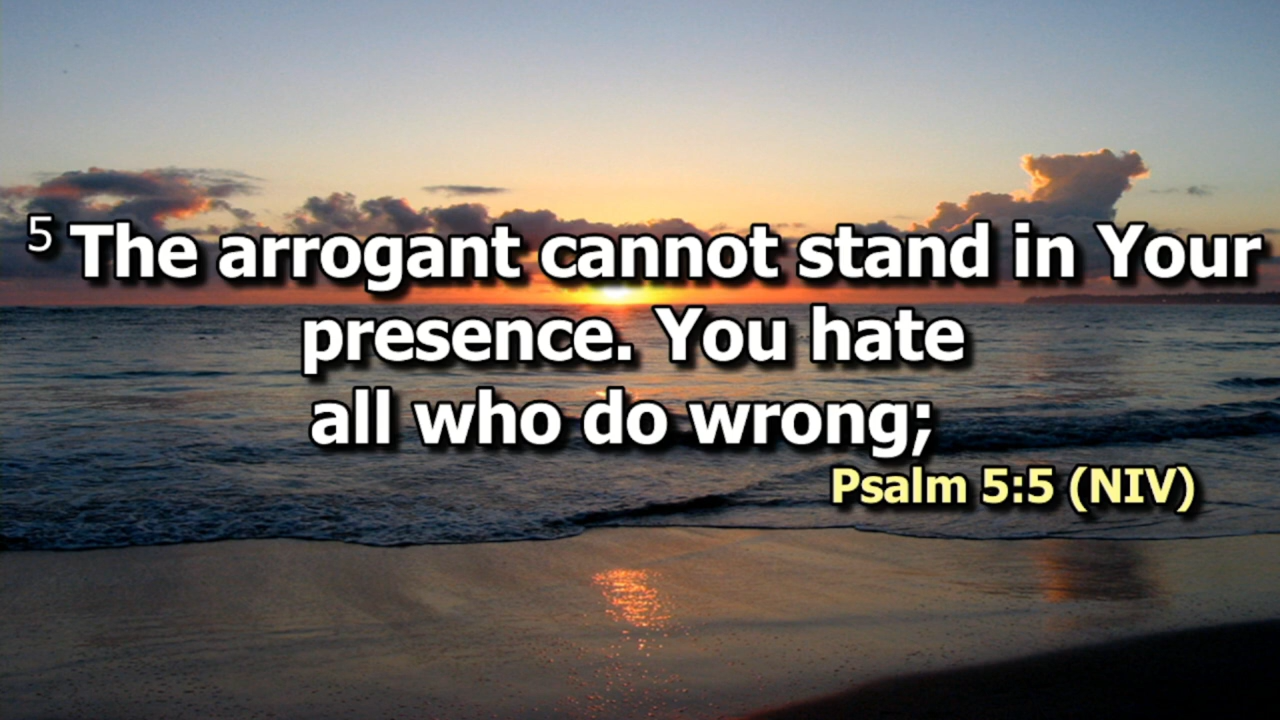 5 The arrogant cannot stand in Your
presence. You hate
all who do wrong;
Psalm 5:5 (NIV)